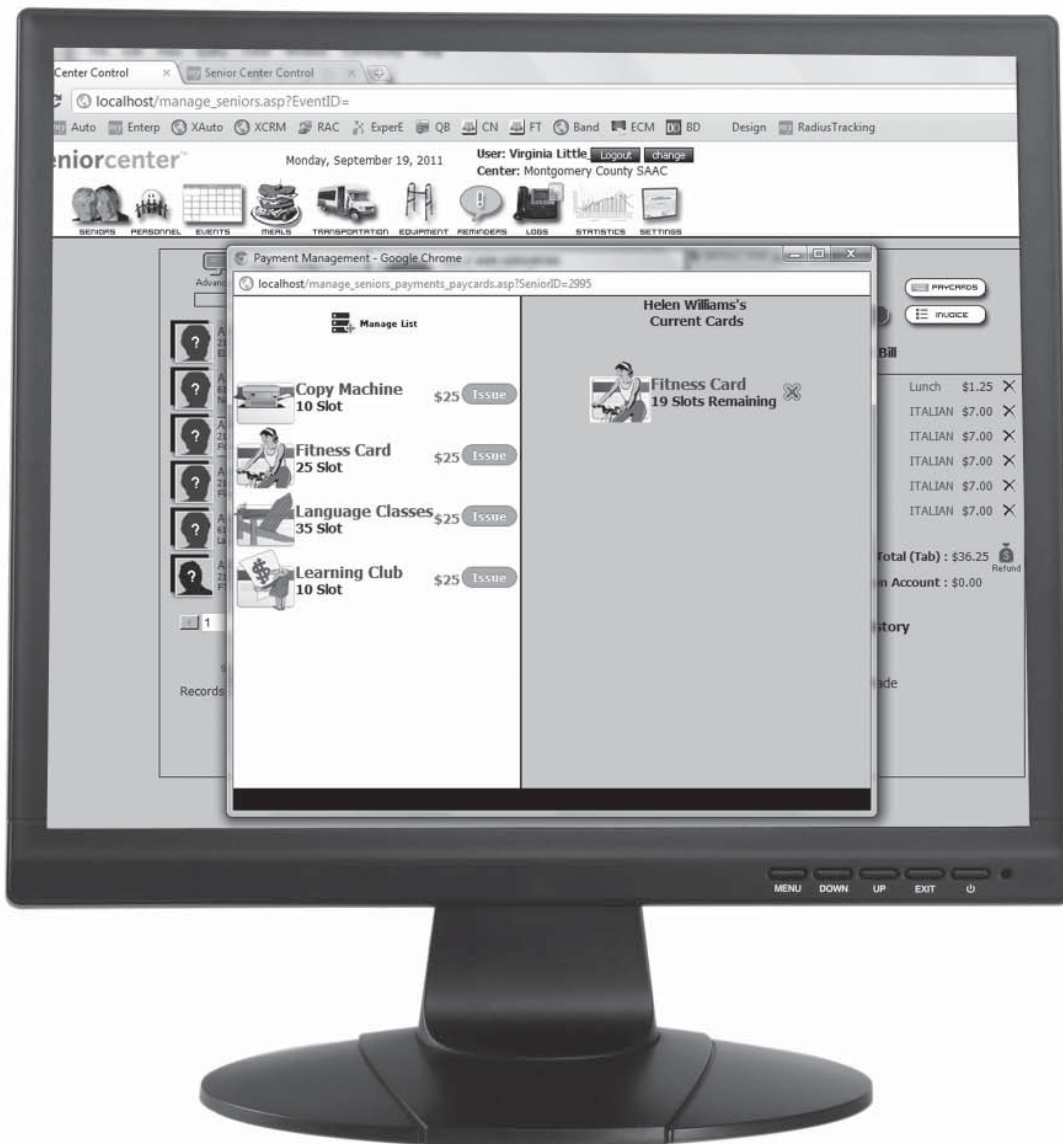 Center Control
Senior Center Control
localhost/manage_seniors.asp?EventID=
Auto Enterp XAuto XCRM RAC ExperE QB CN FT Band ECM BD Design RadiusTracking
niorcenter™
Monday, September 19, 2011
User: Virginia Little_ Logout change
Center: Montgomery County SAAC
SENIORS PERSONNEL EVENTS MEALS TRANSPORTATION EQUIPMENT REMINDERS LOGS STATISTICS SETTINGS
Payment Management - Google Chrome
localhost/manage_seniors_payments_paycards.asp?SeniorID=2995
Manage List
Copy Machine
10 Slot
$25 Issue
Fitness Card
25 Slot
$25 Issue
Language Classes
35 Slot
$25 Issue
Learning Club
10 Slot
$25 Issue
Helen Williams's
Current Cards
Fitness Card
19 Slots Remaining
Advan
1
Records
PAYCARDS
INVOICE
Bill
Lunch $1.25
ITALIAN $7.00
ITALIAN $7.00
ITALIAN $7.00
ITALIAN $7.00
ITALIAN $7.00
Total (Tab) : $36.25
Refund
n Account : $0.00
story
ade
MENU DOWN UP EXIT